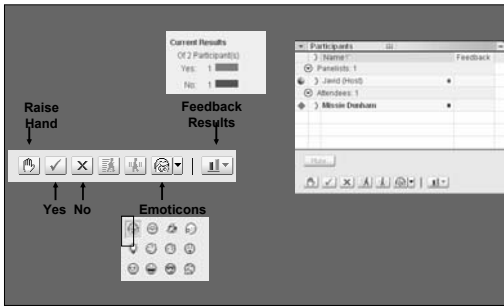 Current Results
Of 2 Participant(s)
Yes: 1
No: 1
Raise
Hand
Feedback
Results
Yes
No
Emoticons
Participants
Name
Feedback
Panelists: 1
Javid (Host)
Attendees: 1
Missie Dunham
Mute